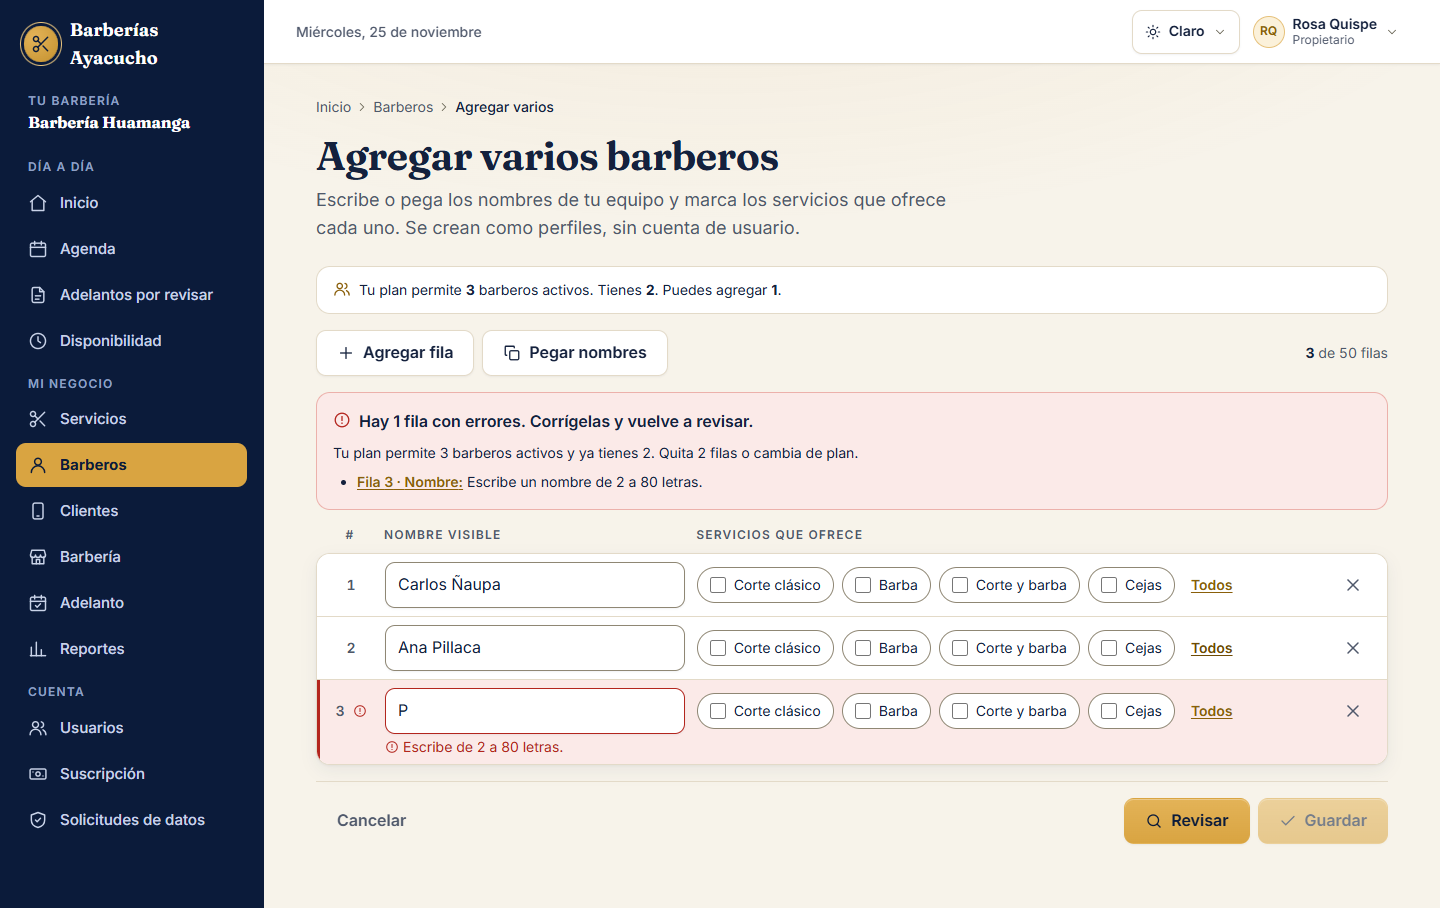 Barberías
Ayacucho
TU BARBERÍA
Barbería Huamanga
DÍA A DÍA
Inicio
Agenda
Adelantos por revisar
Disponibilidad
MI NEGOCIO
Servicios
Barberos
Clientes
Barbería
Adelanto
Reportes
CUENTA
Usuarios
Suscripción
Solicitudes de datos
Miércoles, 25 de noviembre
Claro
RQ
Rosa Quispe
Propietario
Inicio > Barberos > Agregar varios
Agregar varios barberos
Escribe o pega los nombres de tu equipo y marca los servicios que ofrece
cada uno. Se crean como perfiles, sin cuenta de usuario.
Tu plan permite 3 barberos activos. Tienes 2. Puedes agregar 1.
Agregar fila
Pegar nombres
3 de 50 filas
Hay 1 fila con errores. Corrígelas y vuelve a revisar.
Tu plan permite 3 barberos activos y ya tienes 2. Quita 2 filas o cambia de plan.
• Fila 3 · Nombre: Escribe un nombre de 2 a 80 letras.
# NOMBRE VISIBLE SERVICIOS QUE OFRECE
1 Carlos Ñaupa Corte clásico Barba Corte y barba Cejas Todos
2 Ana Pillaca Corte clásico Barba Corte y barba Cejas Todos
3 P Corte clásico Barba Corte y barba Cejas Todos
Escribe de 2 a 80 letras.
Cancelar
Revisar
Guardar